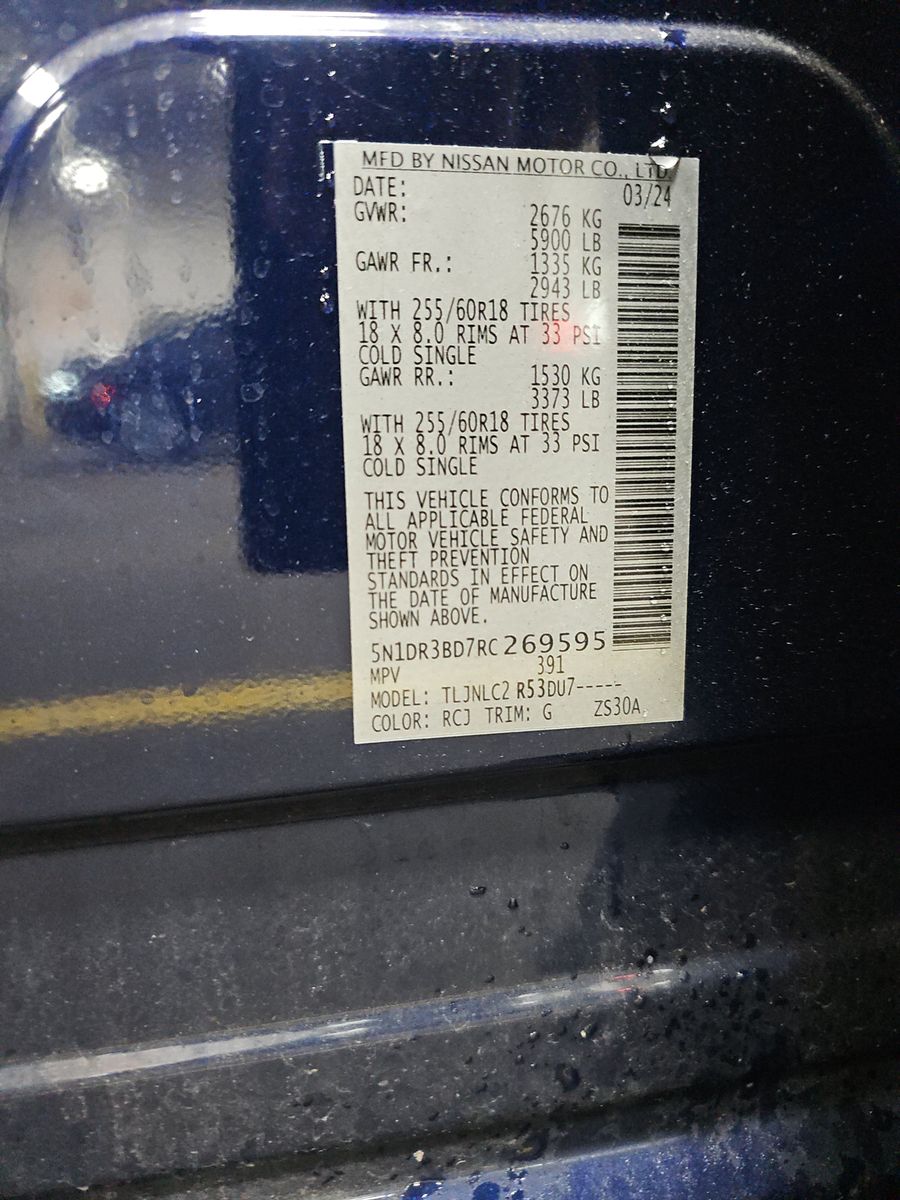 MFD BY NISSAN MOTOR CO., LTD.
DATE: 03/24
GVWR: 2676 KG
5900 LB
GAWR FR.: 1335 KG
2943 LB
WITH 255/60R18 TIRES
18 X 8.0 RIMS AT 33 PSI
COLD SINGLE
GAWR RR.: 1530 KG
3373 LB
WITH 255/60R18 TIRES
18 X 8.0 RIMS AT 33 PSI
COLD SINGLE
THIS VEHICLE CONFORMS TO
ALL APPLICABLE FEDERAL
MOTOR VEHICLE SAFETY AND
THEFT PREVENTION
STANDARDS IN EFFECT ON
THE DATE OF MANUFACTURE
SHOWN ABOVE.
5N1DR3BD7RC269595
MPV 391
MODEL: TLJNLC2 R53DU7-----
COLOR: RCJ TRIM: G ZS30A